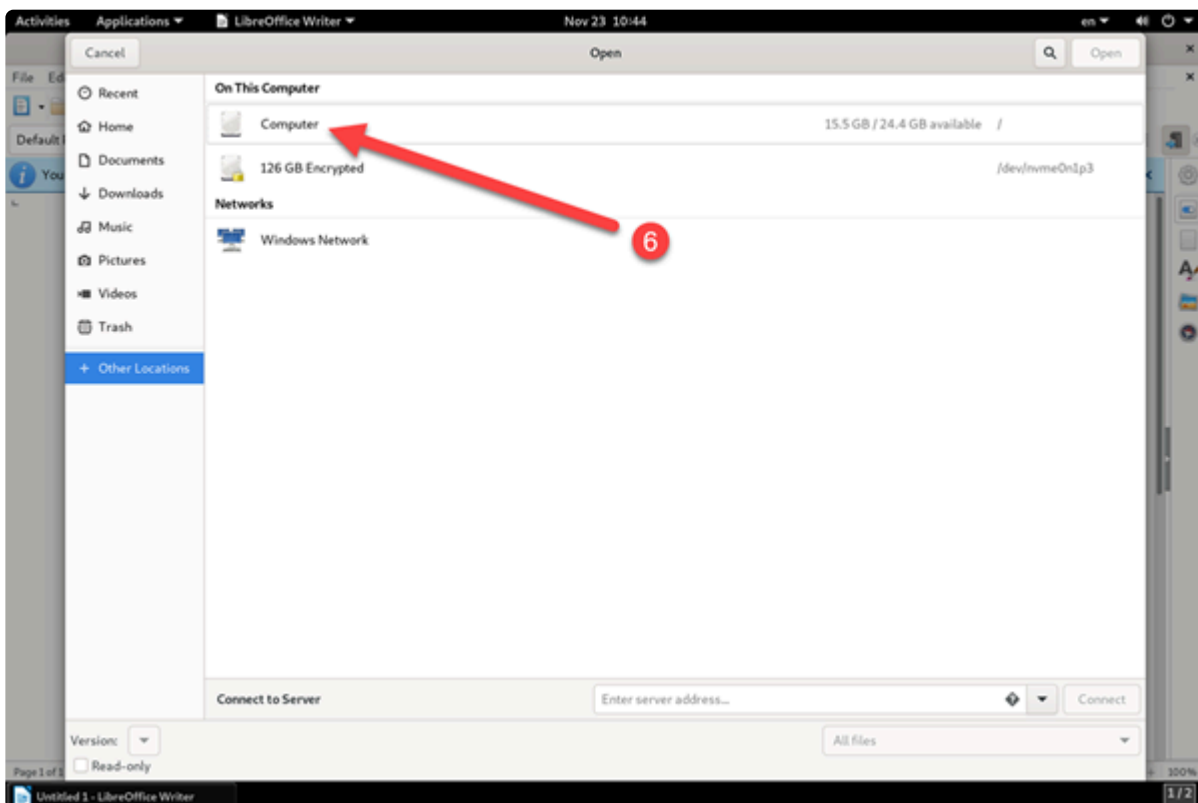 Activities Applications LibreOffice Writer Nov 23 10:44 en
Cancel Open Open
File Ed
Recent
Home
Documents
Downloads
Music
Pictures
Videos
Trash
Other Locations
Default
You
On This Computer
Computer 15.5 GB / 24.4 GB available /
126 GB Encrypted /dev/nvme0n1p3
Networks
Windows Network
6
Connect to Server Enter server address... Connect
Version: All files
Read-only
Page 1 of 1 100%
Untitled 1 - LibreOffice Writer 1/2